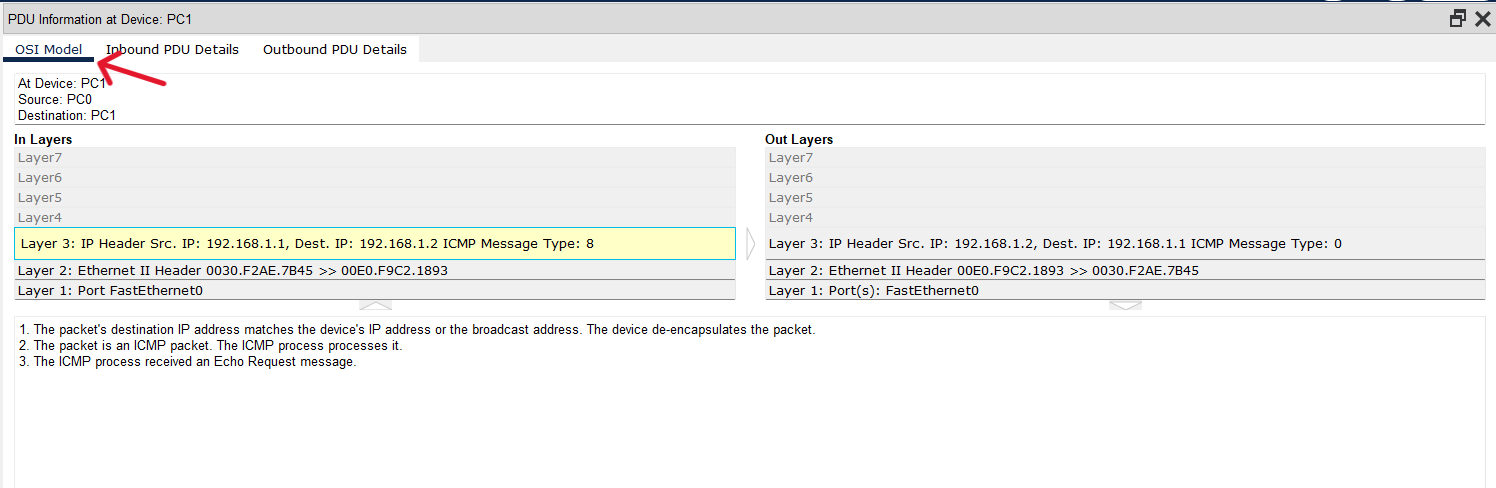 PDU Information at Device: PC1
OSI Model Inbound PDU Details Outbound PDU Details
At Device: PC1
Source: PC0
Destination: PC1
In Layers
Layer7
Layer6
Layer5
Layer4
Layer 3: IP Header Src. IP: 192.168.1.1, Dest. IP: 192.168.1.2 ICMP Message Type: 8
Layer 2: Ethernet II Header 0030.F2AE.7B45 >> 00E0.F9C2.1893
Layer 1: Port FastEthernet0
Out Layers
Layer7
Layer6
Layer5
Layer4
Layer 3: IP Header Src. IP: 192.168.1.2, Dest. IP: 192.168.1.1 ICMP Message Type: 0
Layer 2: Ethernet II Header 00E0.F9C2.1893 >> 0030.F2AE.7B45
Layer 1: Port(s): FastEthernet0
1. The packet's destination IP address matches the device's IP address or the broadcast address. The device de-encapsulates the packet.
2. The packet is an ICMP packet. The ICMP process processes it.
3. The ICMP process received an Echo Request message.